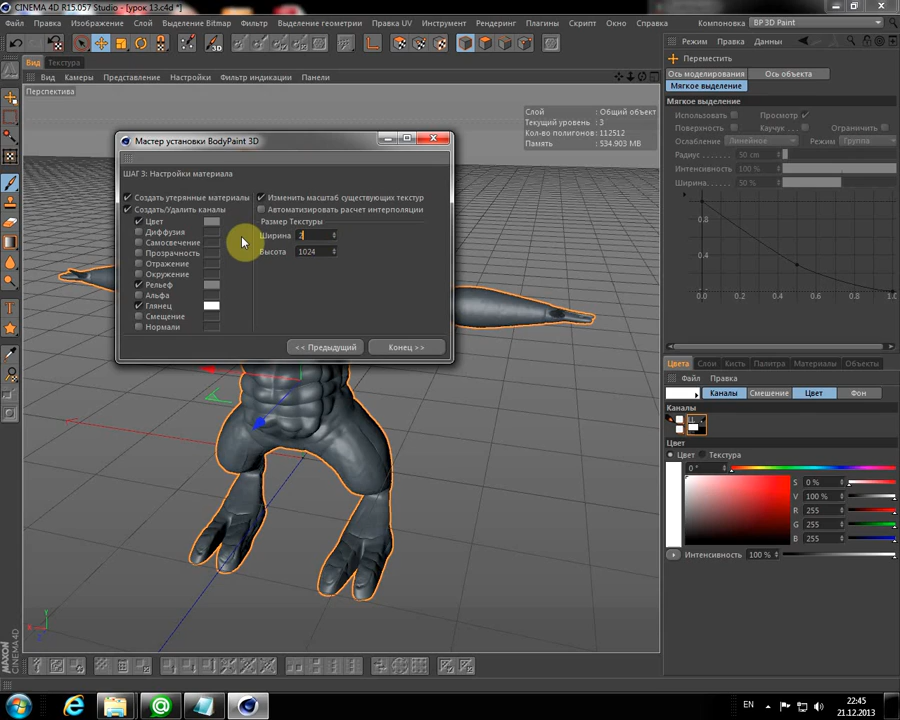 CINEMA 4D R15.057 Studio - [урок 13.c4d *]
Файл Изменить Создать Слой Выделение Bitmap Фильтр Выделение геометрии Правка UV Инструмент Рендеринг Плагины Скрипт Окно Справка Компоновка BP 3D Paint
Вид Текстура
Вид Камеры Представление Настройки Фильтр индикации Панели
Перспектива
Слой : Общий объект
Текущий уровень : 3
Кол-во полигонов: 112512
Память : 534.903 MB
Мастер установки BodyPaint 3D
ШАГ 3: Настройки материала
Создать утерянные материалы
Создать/Удалить каналы
Цвет
Диффузия
Самосвечение
Прозрачность
Отражение
Окружение
Рельеф
Альфа
Глянец
Смещение
Нормали
Изменить масштаб существующих текстур
Автоматизировать расчет интерполяции
Размер Текстуры
Ширина 2
Высота 1024
<< Предыдущий Конец >>
Режим Правка Данные
Переместить
Ось моделирования Ось объекта
Мягкое выделение
Мягкое выделение
Использовать Просмотр
Поверхность Каучук Ограничить
Ослабление Линейное Режим Группа
Радиус 50 cm
Интенсивность 100 %
Ширина 50 %
0.8
0.4
0.0 0.2 0.4 0.6 0.8 1.0
Цвета Слои Кисть Палитра Материалы Объекты
Файл Правка
Каналы Смешение Цвет Фон
Каналы
Цвет
Цвет Текстура
0 °
S 0 %
V 100 %
R 255
G 255
B 255
Интенсивность 100 %
Y
MAXON CINEMA4D
EN
22:45
21.12.2013